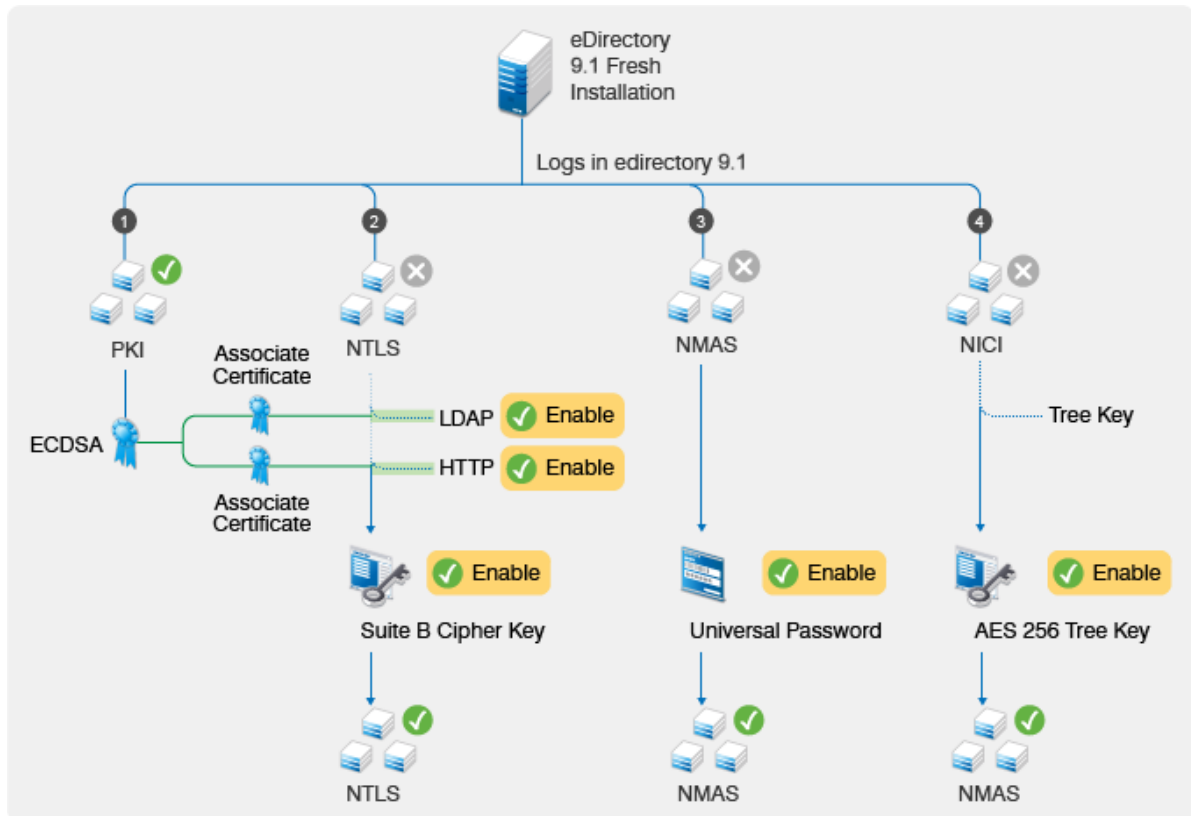 eDirectory
9.1 Fresh
Installation
Logs in edirectory 9.1
1
2
3
4
PKI
NTLS
NMAS
NICI
Associate
Certificate
LDAP
Enable
Tree Key
ECDSA
HTTP
Enable
Associate
Certificate
Enable
Enable
Enable
Suite B Cipher Key
Universal Password
AES 256 Tree Key
NTLS
NMAS
NMAS